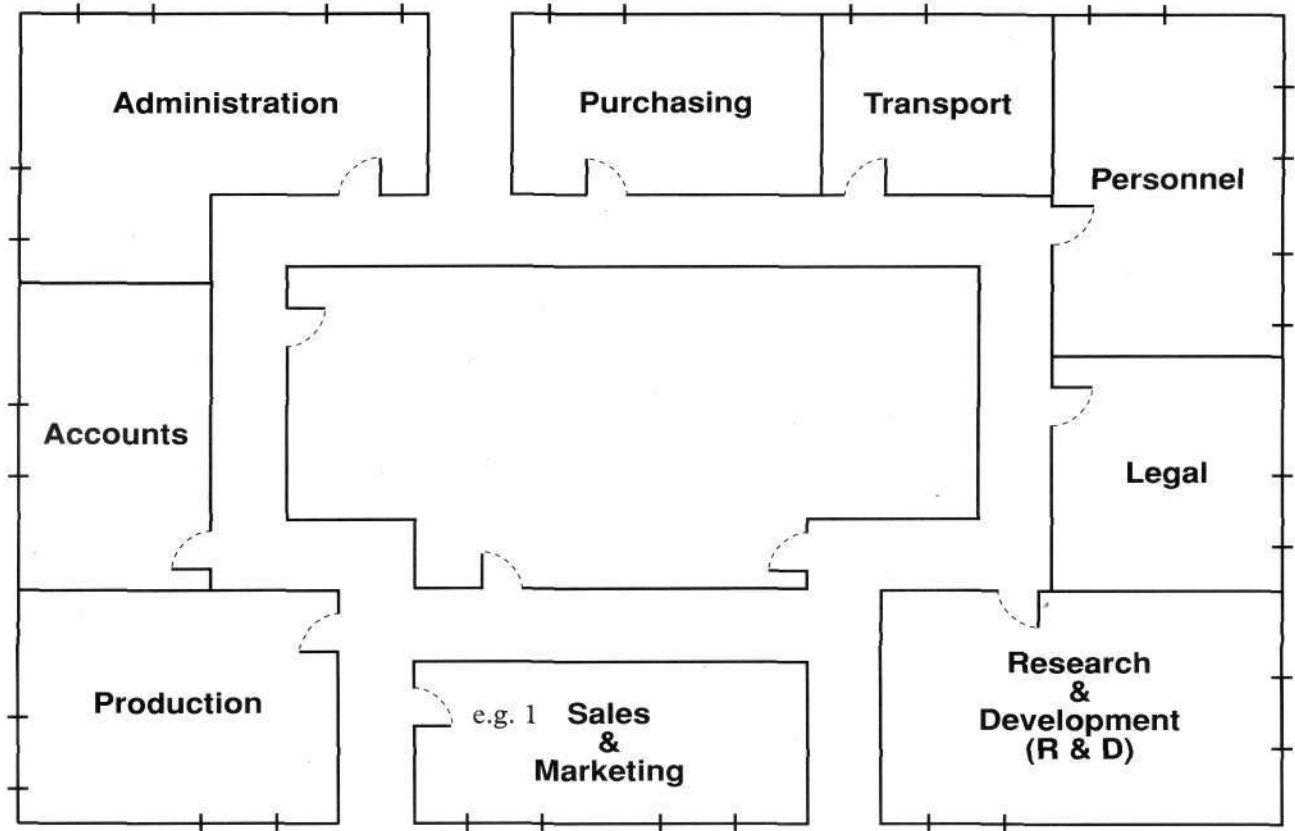 Administration
Purchasing
Transport
Personnel
Accounts
Legal
Production
e.g. 1 Sales
&
Marketing
Research
&
Development
(R & D)